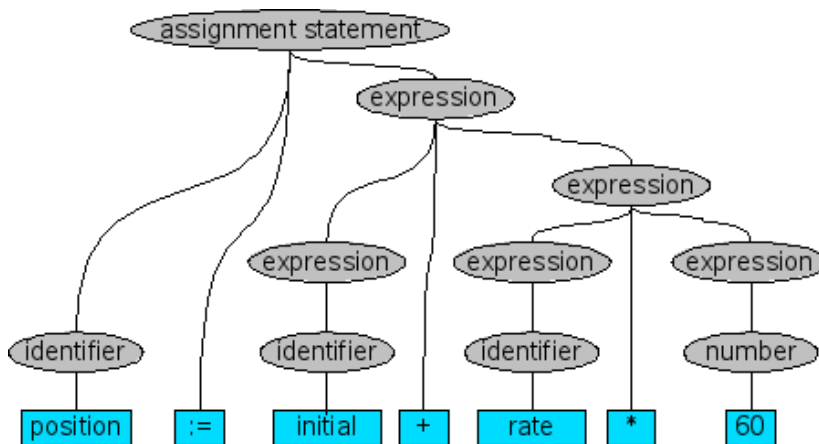 assignment statement
expression
expression
expression expression expression
identifier identifier identifier number
position := initial + rate * 60